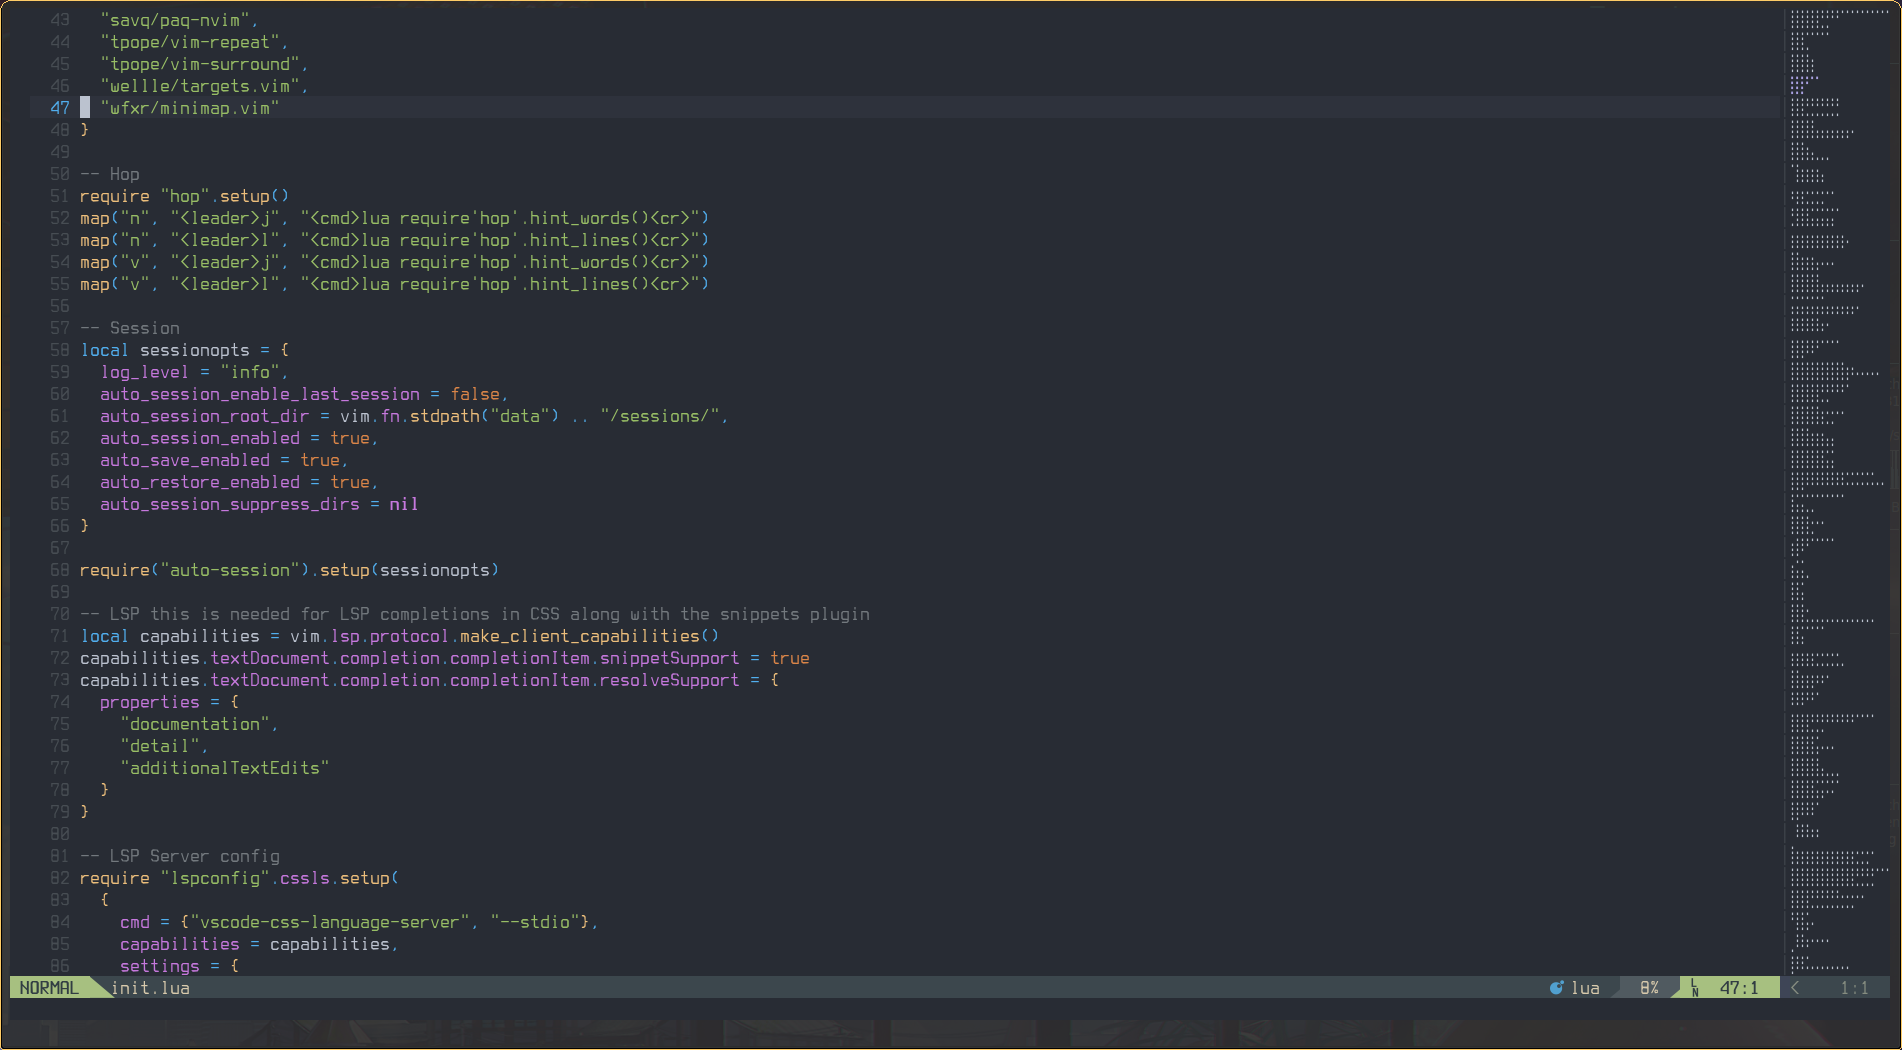 43   "savq/paq-nvim",
44   "tpope/vim-repeat",
45   "tpope/vim-surround",
46   "wellle/targets.vim",
47   "wfxr/minimap.vim"
48 }
49
50 -- Hop
51 require "hop".setup()
52 map("n", "<leader>j", "<cmd>lua require'hop'.hint_words()<cr>")
53 map("n", "<leader>l", "<cmd>lua require'hop'.hint_lines()<cr>")
54 map("v", "<leader>j", "<cmd>lua require'hop'.hint_words()<cr>")
55 map("v", "<leader>l", "<cmd>lua require'hop'.hint_lines()<cr>")
56
57 -- Session
58 local sessionopts = {
59   log_level = "info",
60   auto_session_enable_last_session = false,
61   auto_session_root_dir = vim.fn.stdpath("data") .. "/sessions/",
62   auto_session_enabled = true,
63   auto_save_enabled = true,
64   auto_restore_enabled = true,
65   auto_session_suppress_dirs = nil
66 }
67
68 require("auto-session").setup(sessionopts)
69
70 -- LSP this is needed for LSP completions in CSS along with the snippets plugin
71 local capabilities = vim.lsp.protocol.make_client_capabilities()
72 capabilities.textDocument.completion.completionItem.snippetSupport = true
73 capabilities.textDocument.completion.completionItem.resolveSupport = {
74   properties = {
75     "documentation",
76     "detail",
77     "additionalTextEdits"
78   }
79 }
80
81 -- LSP Server config
82 require "lspconfig".cssls.setup(
83   {
84     cmd = {"vscode-css-language-server", "--stdio"},
85     capabilities = capabilities,
86     settings = {
NORMAL init.lua lua 8% LN 47:1 < 1:1